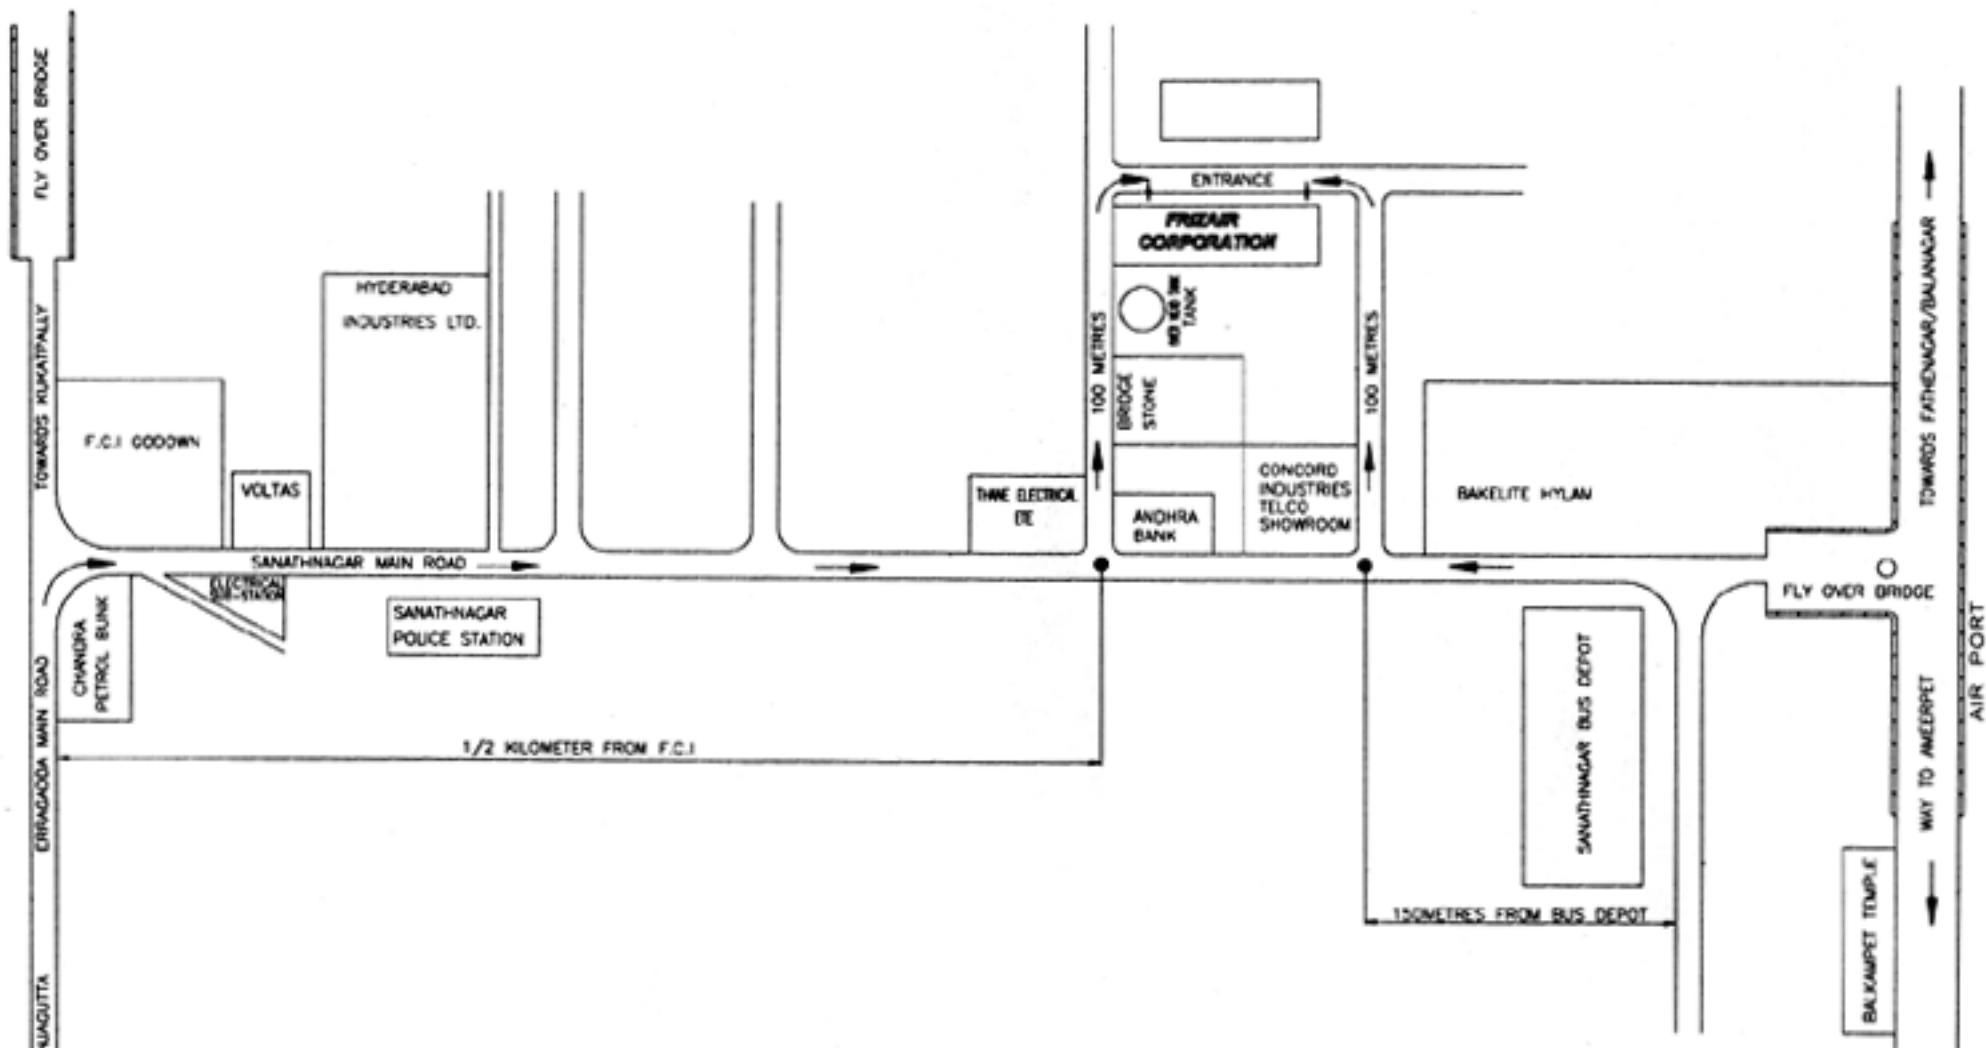 FLY OVER BRIDGE
TOWARDS KUKATPALLY
F.C.I GODOWN
VOLTAS
HYDERABAD
INDUSTRIES LTD.
SANATHNAGAR MAIN ROAD
ELECTRICAL
SUB-STATION
CHANDRA
PETROL BUNK
SANATHNAGAR
POLICE STATION
ERRAGADDA MAIN ROAD
1/2 KILOMETER FROM F.C.I
ENTRANCE
FRIZAIR
CORPORATION
TANK
100 METRES
BRIDGE
STONE
100 METRES
THANE ELECTRICAL
ANDHRA
BANK
CONCORD
INDUSTRIES
TELCO
SHOWROOM
BAKELITE HYLAM
TOWARDS FATHENAGAR/BALANAGAR
FLY OVER BRIDGE
AIR PORT
WAY TO AMEERPET
SANATHNAGAR BUS DEPOT
150METRES FROM BUS DEPOT
BALKAMPET TEMPLE